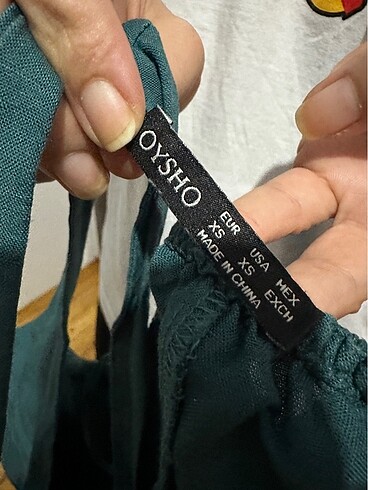 OYSHO
EUR USA MEX
XS XS EXCH
MADE IN CHINA